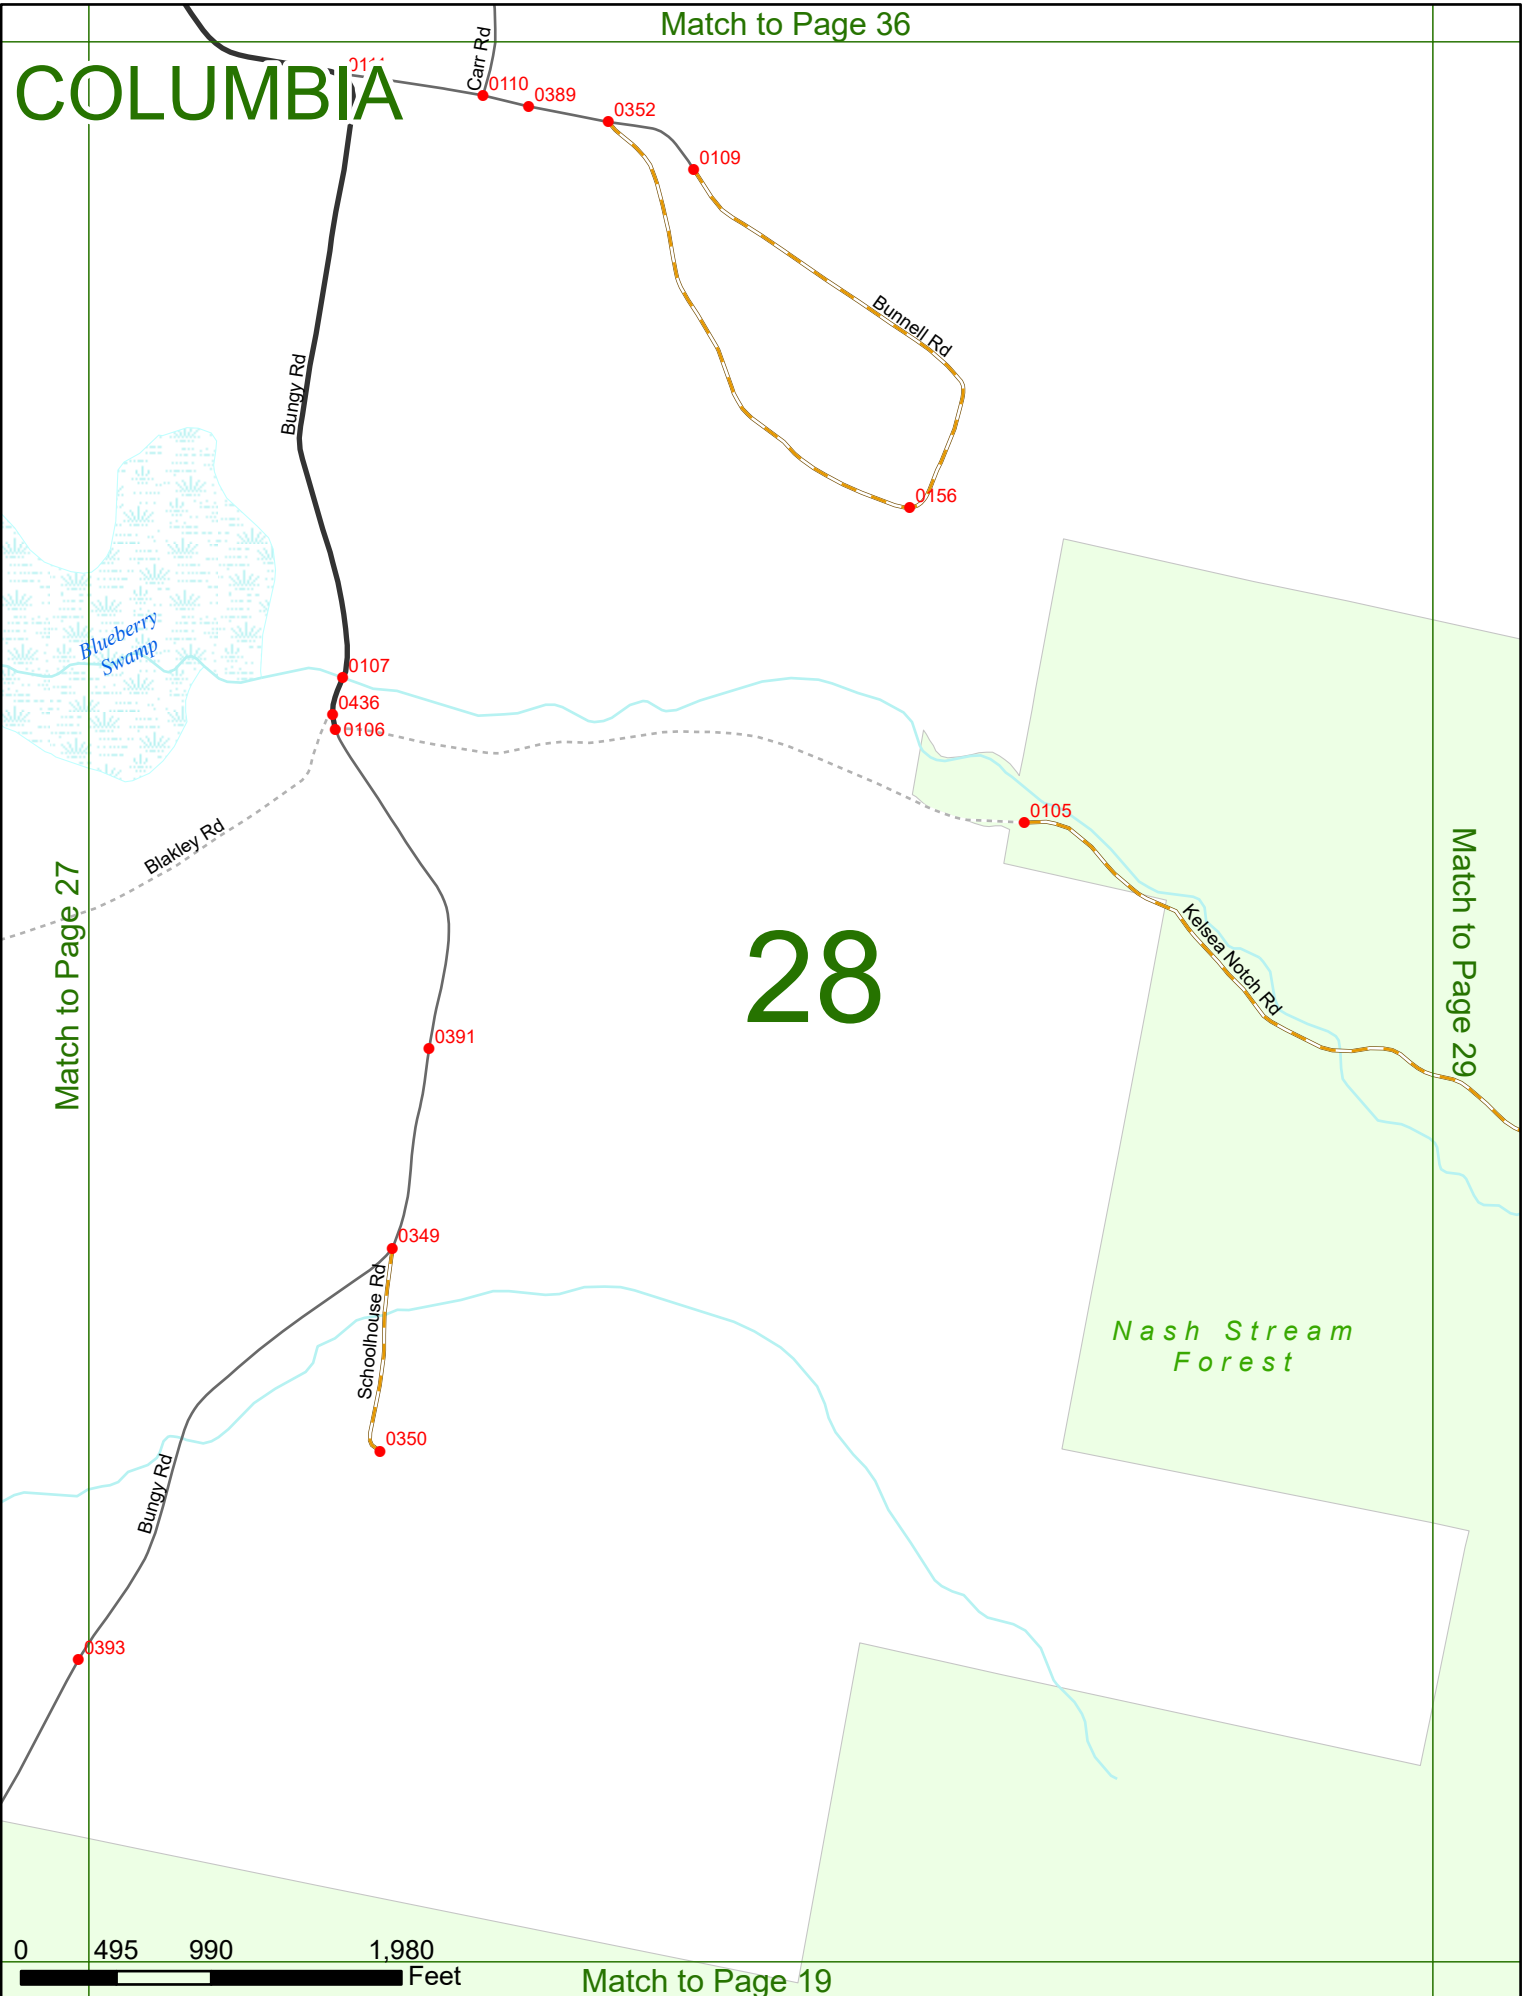 Match to Page 36
COLUMBIA
Carr Rd
0110
0389
0352
0109
Bunnell Rd
Bungy Rd
0156
Blueberry
Swamp
0107
0436
0106
0105
Blakley Rd
Match to Page 27
Match to Page 29
Kelsea Notch Rd
28
0391
0349
Schoolhouse Rd
Nash Stream
Forest
0350
Bungy Rd
0393
0 495 990 1,980
Feet
Match to Page 19